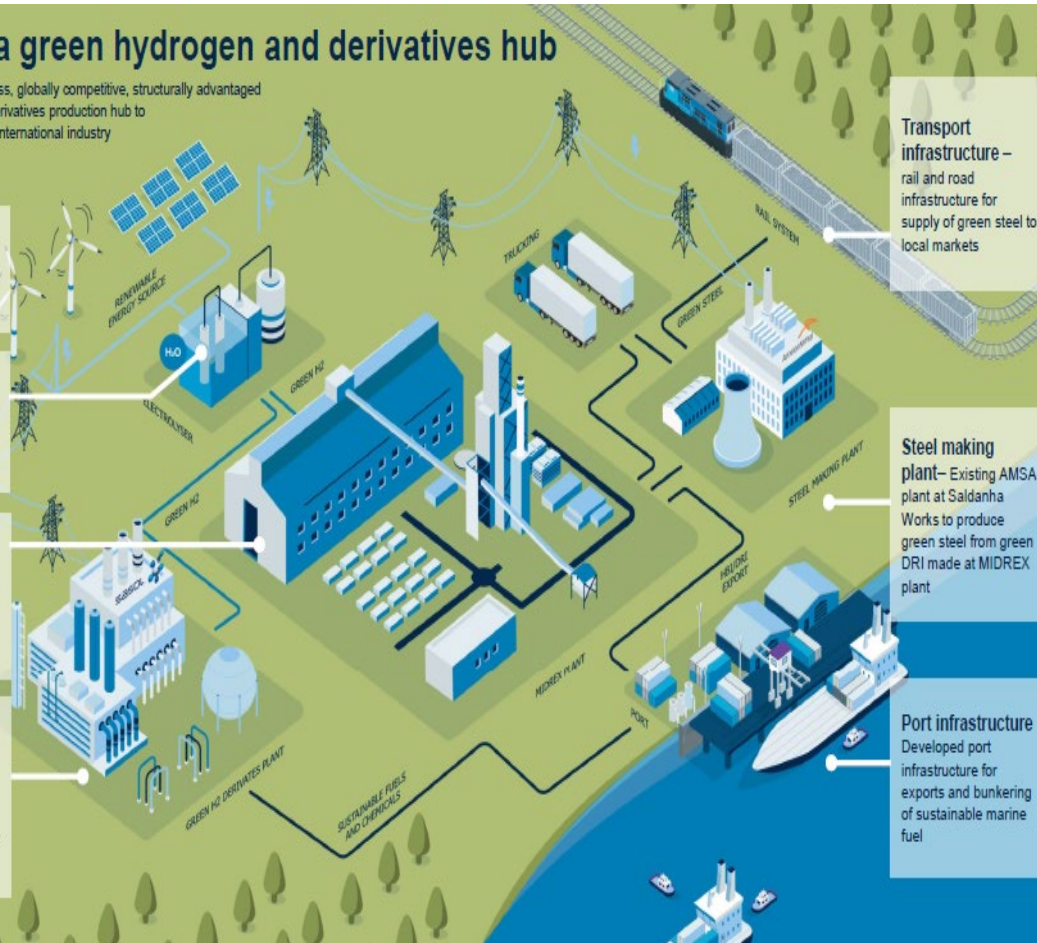 a green hydrogen and derivatives hub
ss, globally competitive, structurally advantaged
erivatives production hub to
international industry
Transport
infrastructure –
rail and road
infrastructure for
supply of green steel to
local markets
RAIL SYSTEM
TRUCKING
RENEWABLE
ENERGY SOURCE
GREEN STEEL
H₂O
GREEN H2
ELECTROLYSER
Steel making
plant– Existing AMSA
plant at Saldanha
Works to produce
green steel from green
DRI made at MIDREX
plant
STEEL MAKING PLANT
GREEN H2
HBI/DRI
EXPORT
sasol
MIDREX PLANT
PORT
Port infrastructure
Developed port
infrastructure for
exports and bunkering
of sustainable marine
fuel
GREEN H2 DERIVATES PLANT
SUSTAINABLE FUELS
AND CHEMICALS